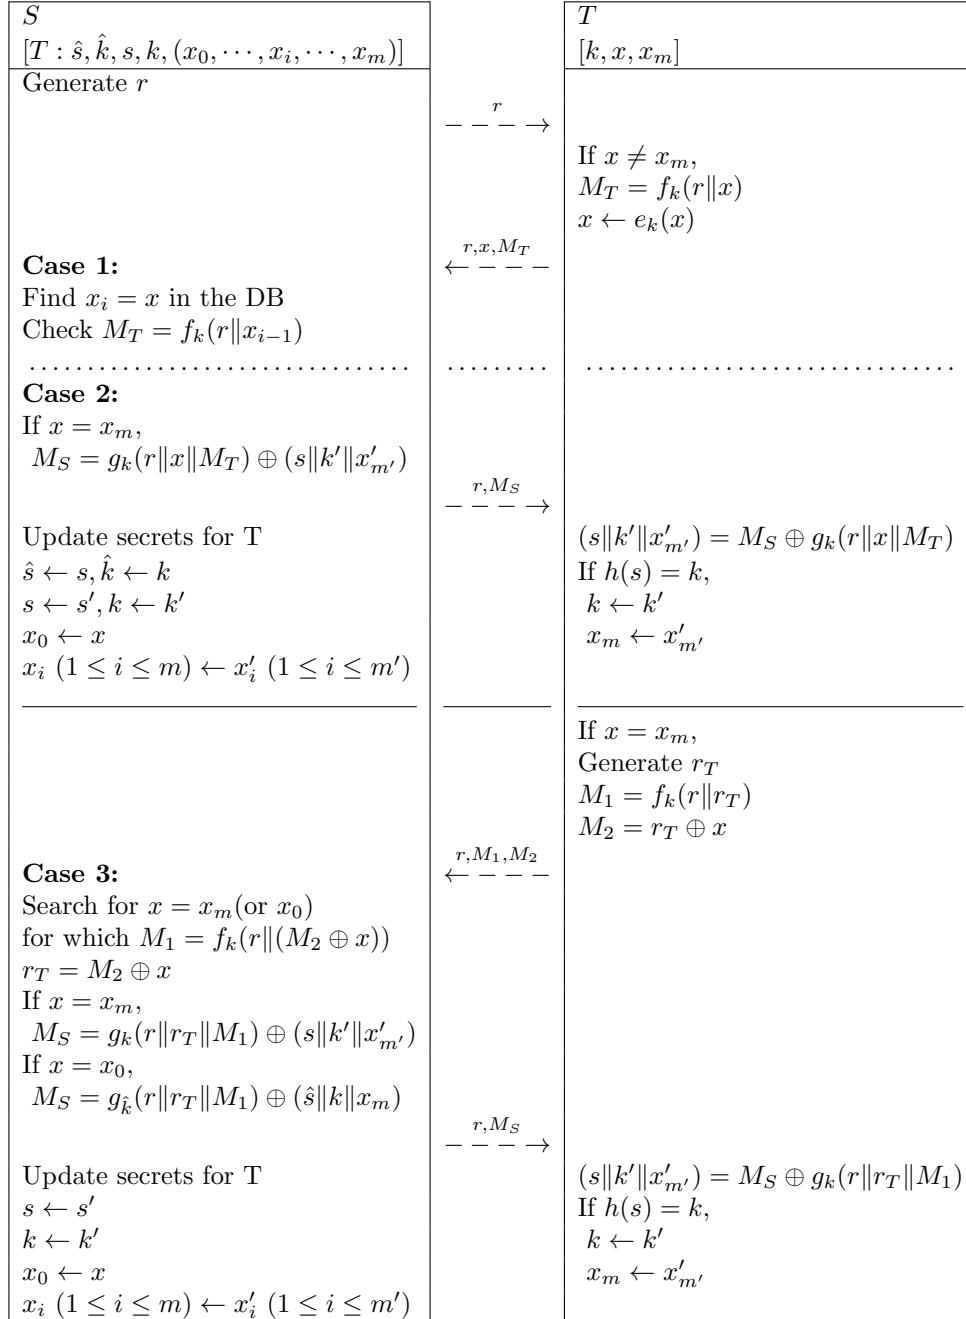 S
T
[T : ŝ, k̂, s, k, (x_0, ⋯, x_i, ⋯, x_m)]
[k, x, x_m]
Generate r
r
− − − →
If x ≠ x_m,
M_T = f_k(r‖x)
x ← e_k(x)
r,x,M_T
← − − −
Case 1:
Find x_i = x in the DB
Check M_T = f_k(r‖x_{i−1})
Case 2:
If x = x_m,
M_S = g_k(r‖x‖M_T) ⊕ (s‖k′‖x′_{m′})
r,M_S
− − − →
Update secrets for T
(s‖k′‖x′_{m′}) = M_S ⊕ g_k(r‖x‖M_T)
ŝ ← s, k̂ ← k
If h(s) = k,
s ← s′, k ← k′
k ← k′
x_0 ← x
x_m ← x′_{m′}
x_i (1 ≤ i ≤ m) ← x′_i (1 ≤ i ≤ m′)
If x = x_m,
Generate r_T
M_1 = f_k(r‖r_T)
M_2 = r_T ⊕ x
r,M_1,M_2
← − − −
Case 3:
Search for x = x_m(or x_0)
for which M_1 = f_k(r‖(M_2 ⊕ x))
r_T = M_2 ⊕ x
If x = x_m,
M_S = g_k(r‖r_T‖M_1) ⊕ (s‖k′‖x′_{m′})
If x = x_0,
M_S = g_{k̂}(r‖r_T‖M_1) ⊕ (ŝ‖k‖x_m)
r,M_S
− − − →
Update secrets for T
(s‖k′‖x′_{m′}) = M_S ⊕ g_k(r‖r_T‖M_1)
s ← s′
If h(s) = k,
k ← k′
k ← k′
x_0 ← x
x_m ← x′_{m′}
x_i (1 ≤ i ≤ m) ← x′_i (1 ≤ i ≤ m′)